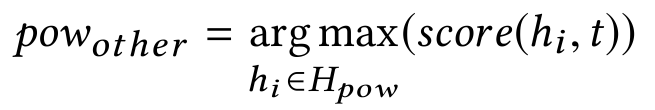 pow_other = arg max(score(h_i, t))
h_i∈H_pow